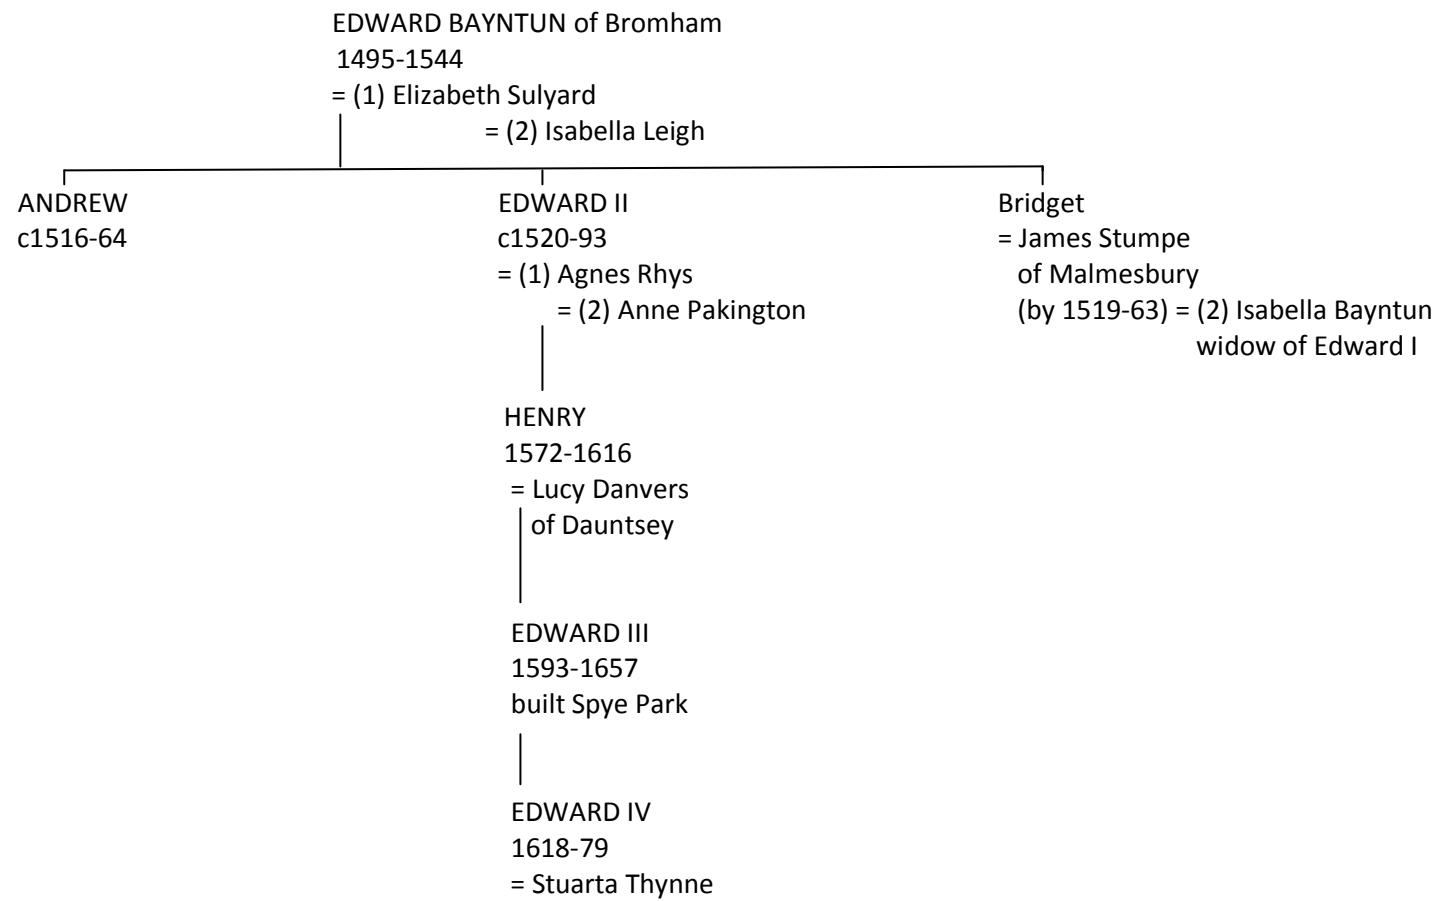 EDWARD BAYNTUN of Bromham
1495-1544
= (1) Elizabeth Sulyard
= (2) Isabella Leigh
ANDREW
c1516-64
EDWARD II
c1520-93
= (1) Agnes Rhys
= (2) Anne Pakington
Bridget
= James Stumpe
of Malmesbury
(by 1519-63) = (2) Isabella Bayntun
widow of Edward I
HENRY
1572-1616
= Lucy Danvers
of Dauntsey
EDWARD III
1593-1657
built Spye Park
EDWARD IV
1618-79
= Stuarta Thynne